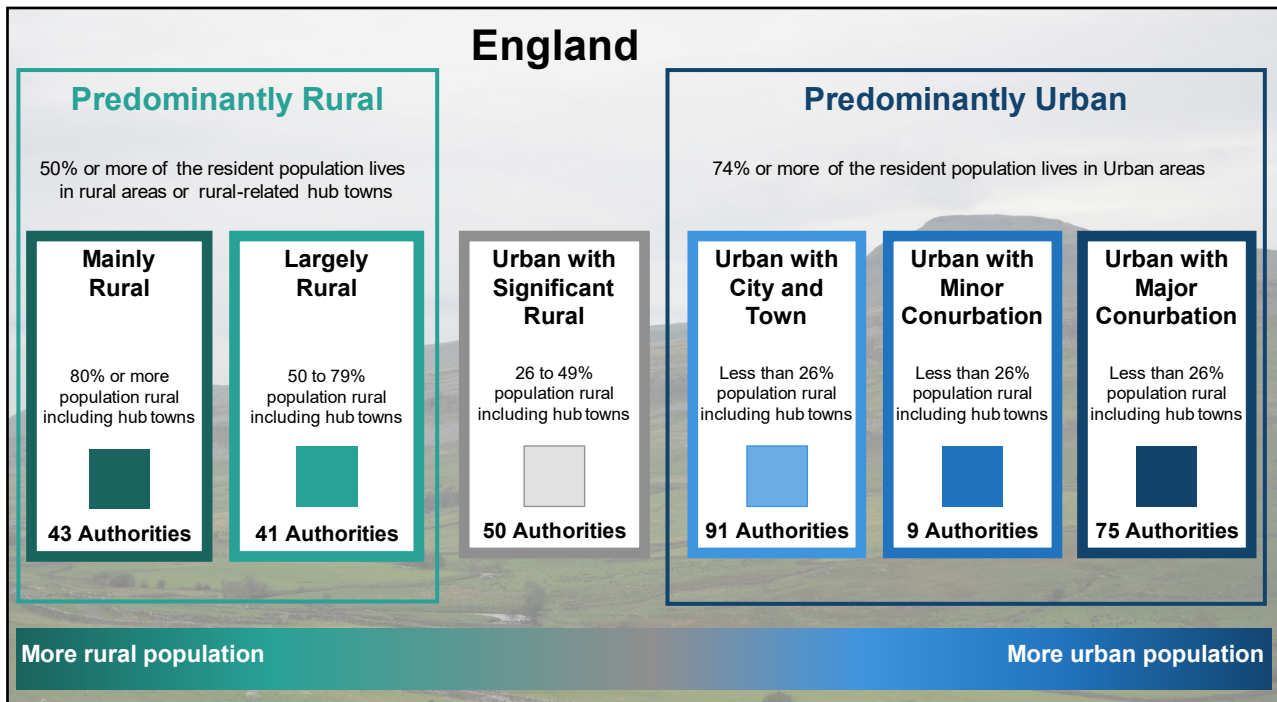 England
Predominantly Rural
50% or more of the resident population lives
in rural areas or rural-related hub towns
Mainly
Rural
80% or more
population rural
including hub towns
43 Authorities
Largely
Rural
50 to 79%
population rural
including hub towns
41 Authorities
Urban with
Significant
Rural
26 to 49%
population rural
including hub towns
50 Authorities
Predominantly Urban
74% or more of the resident population lives in Urban areas
Urban with
City and
Town
Less than 26%
population rural
including hub towns
91 Authorities
Urban with
Minor
Conurbation
Less than 26%
population rural
including hub towns
9 Authorities
Urban with
Major
Conurbation
Less than 26%
population rural
including hub towns
75 Authorities
More rural population
More urban population